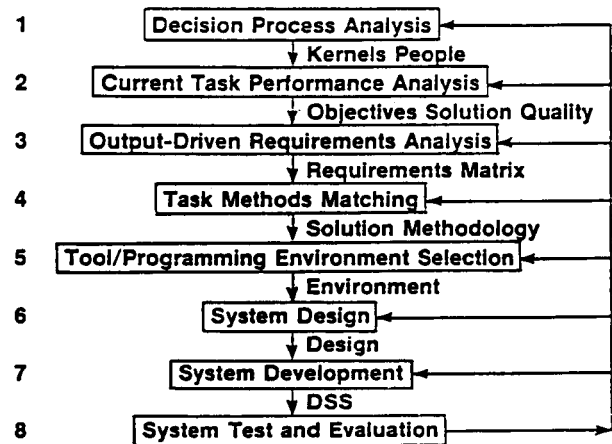 1 Decision Process Analysis
Kernels People
2 Current Task Performance Analysis
Objectives Solution Quality
3 Output-Driven Requirements Analysis
Requirements Matrix
4 Task Methods Matching
Solution Methodology
5 Tool/Programming Environment Selection
Environment
6 System Design
Design
7 System Development
DSS
8 System Test and Evaluation